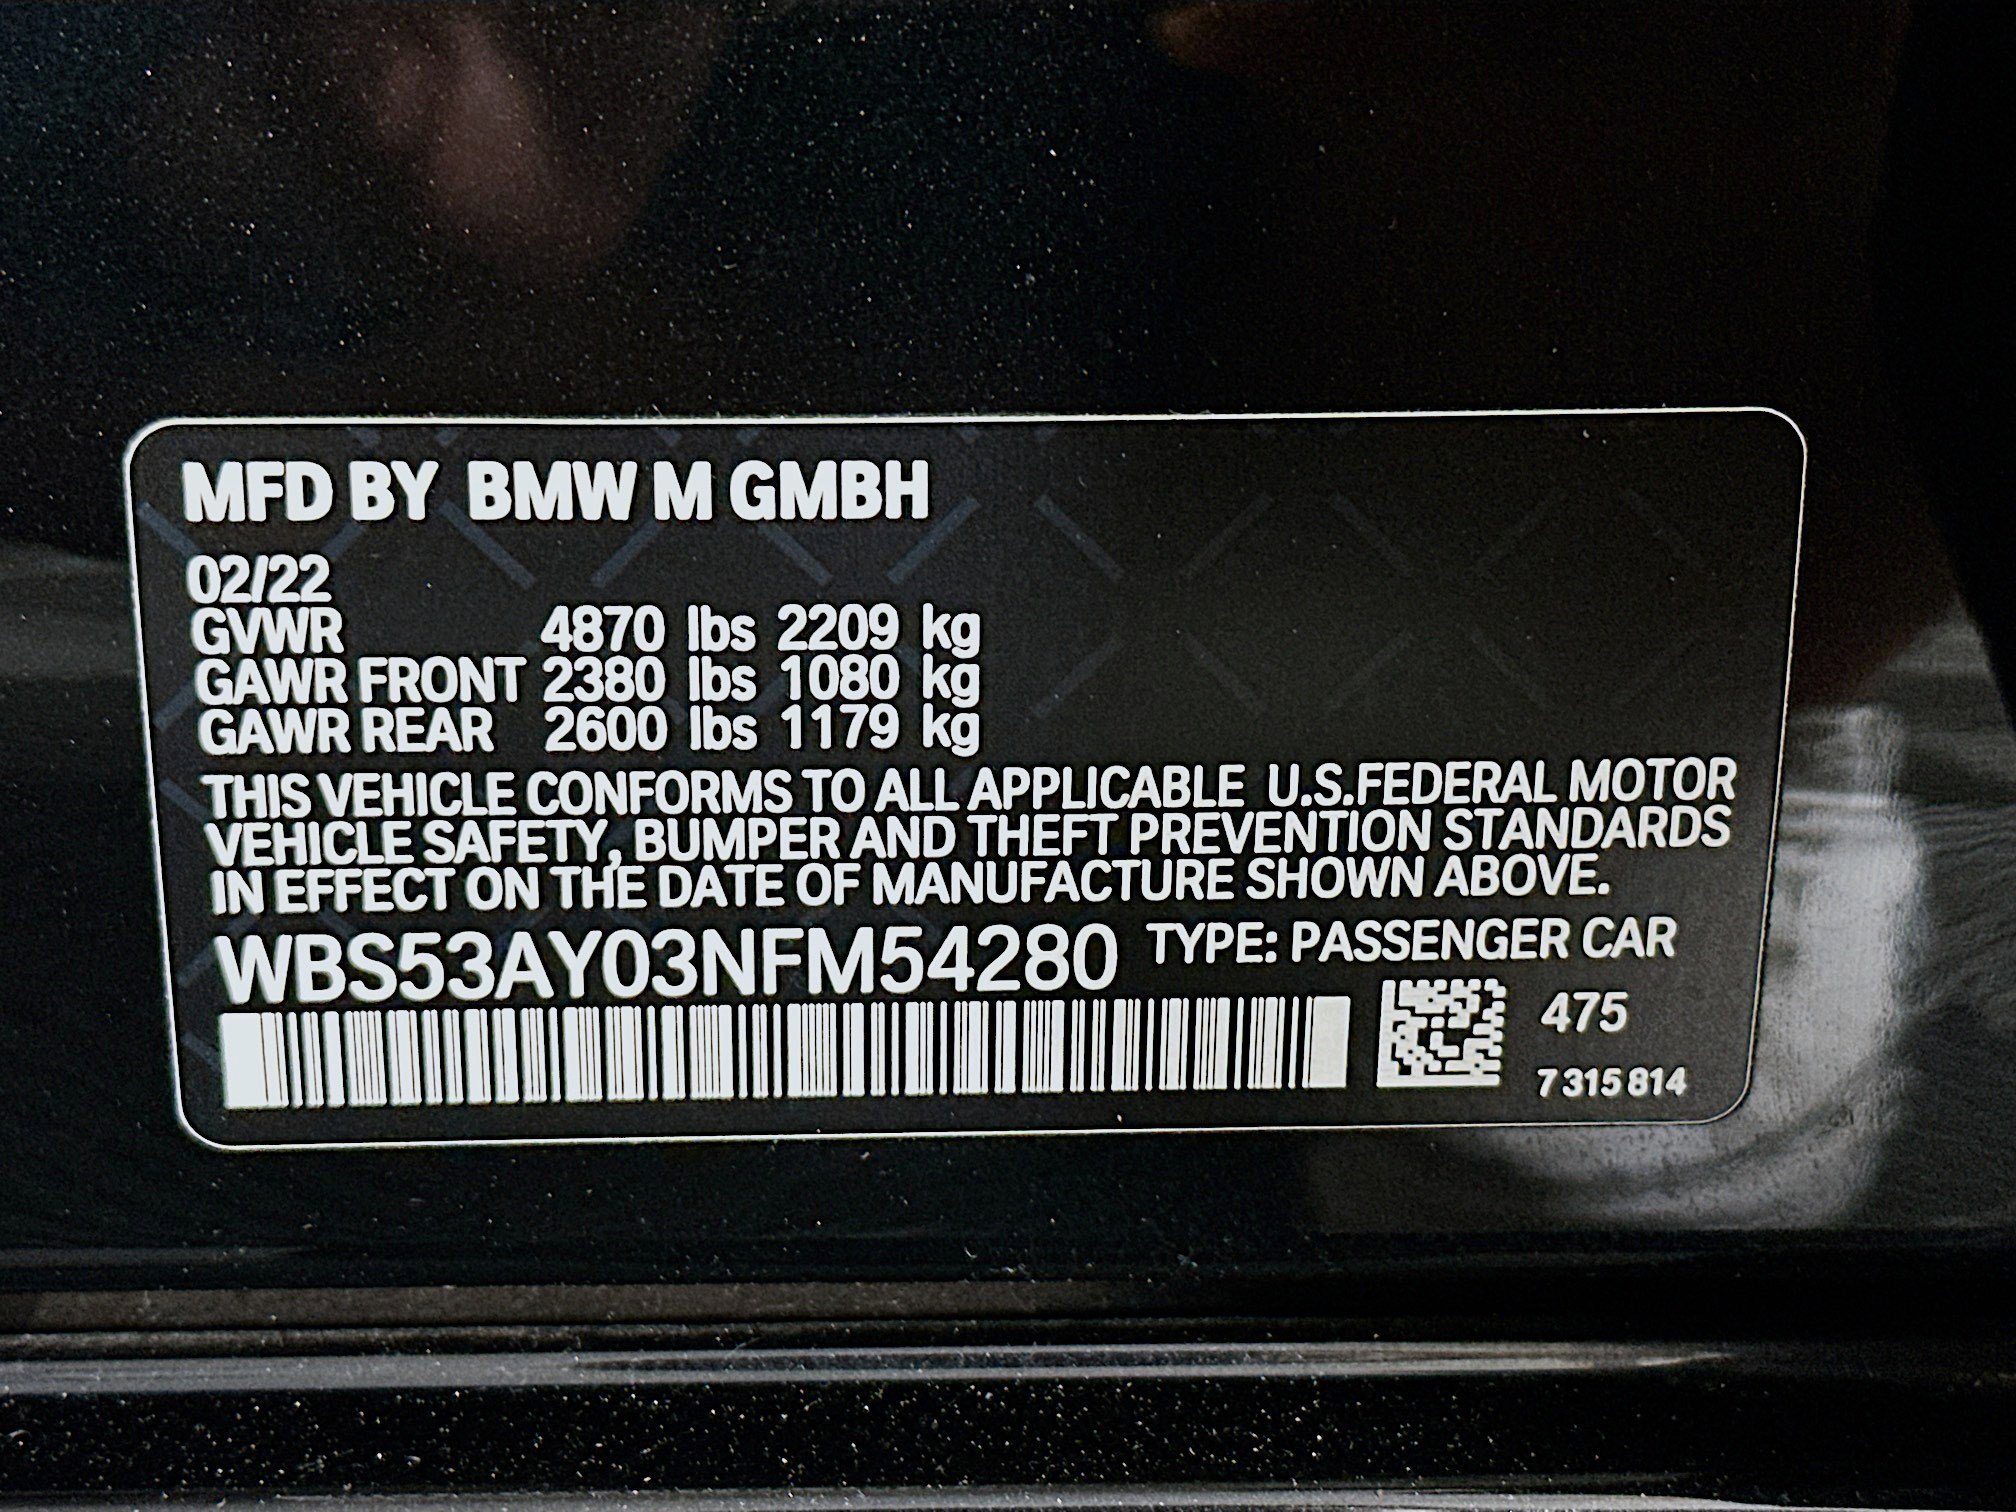 MFD BY BMW M GMBH
02/22
GVWR 4870 lbs 2209 kg
GAWR FRONT 2380 lbs 1080 kg
GAWR REAR 2600 lbs 1179 kg
THIS VEHICLE CONFORMS TO ALL APPLICABLE U.S.FEDERAL MOTOR
VEHICLE SAFETY, BUMPER AND THEFT PREVENTION STANDARDS
IN EFFECT ON THE DATE OF MANUFACTURE SHOWN ABOVE.
WBS53AY03NFM54280 TYPE: PASSENGER CAR
475
7 315 814